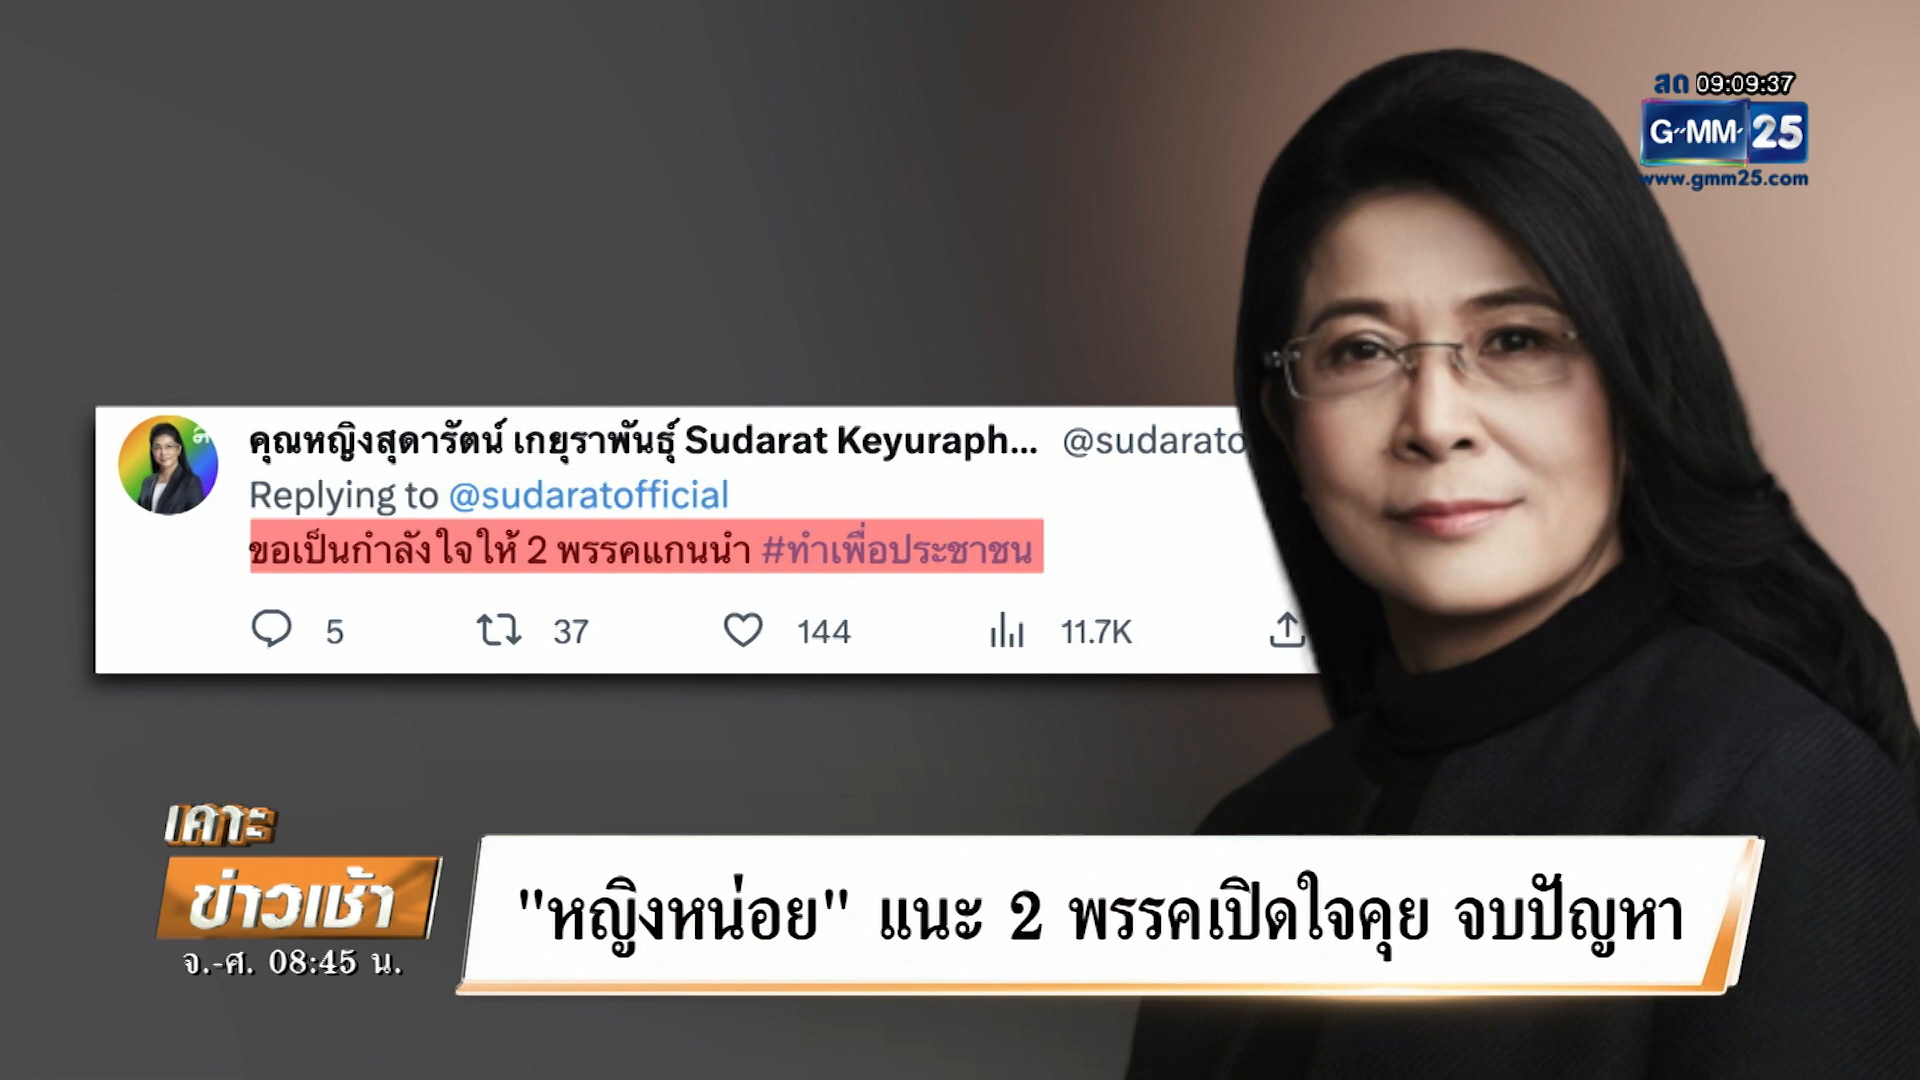 สด 09:09:37
GMM 25
www.gmm25.com
คุณหญิงสุดารัตน์ เกยุราพันธุ์ Sudarat Keyuraph... @sudarato
Replying to @sudaratofficial
ขอเป็นกำลังใจให้ 2 พรรคแกนนำ #ทำเพื่อประชาชน
5 37 144 11.7K
เคาะ
ข่าวเช้า
จ.-ศ. 08:45 น.
"หญิงหน่อย" แนะ 2 พรรคเปิดใจคุย จบปัญหา